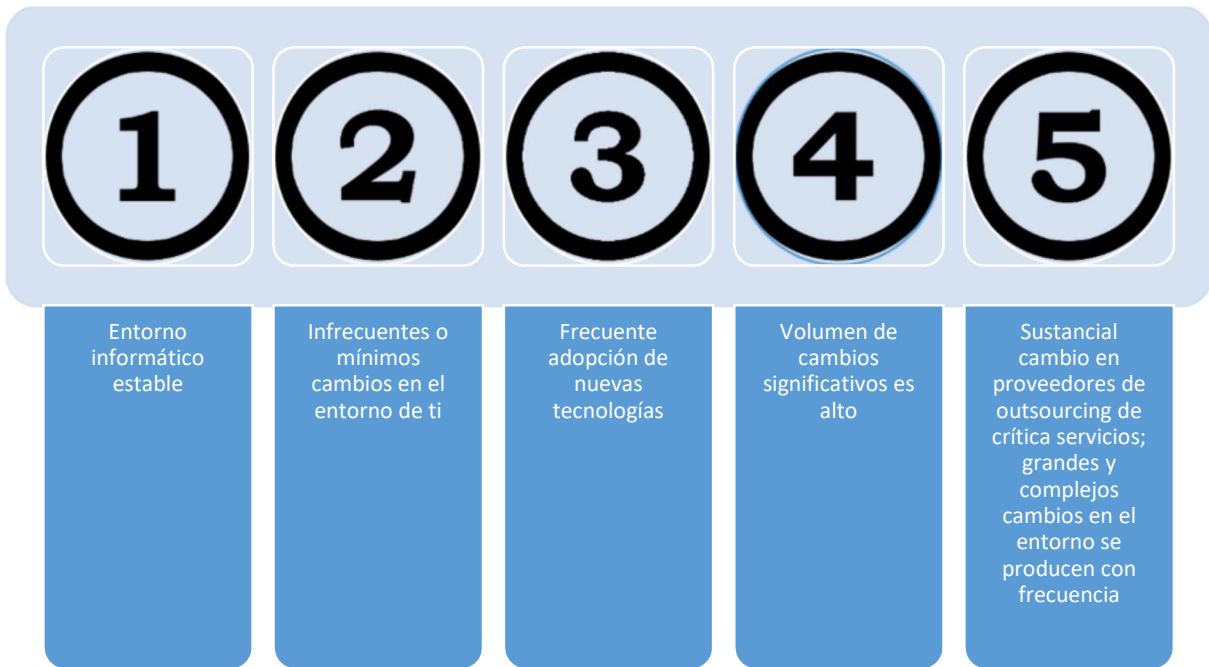 1
2
3
4
5
Entorno
informático
estable
Infrecuentes o
mínimos
cambios en el
entorno de ti
Frecuente
adopción de
nuevas
tecnologías
Volumen de
cambios
significativos es
alto
Sustancial
cambio en
proveedores de
outsourcing de
crítica servicios;
grandes y
complejos
cambios en el
entorno se
producen con
frecuencia